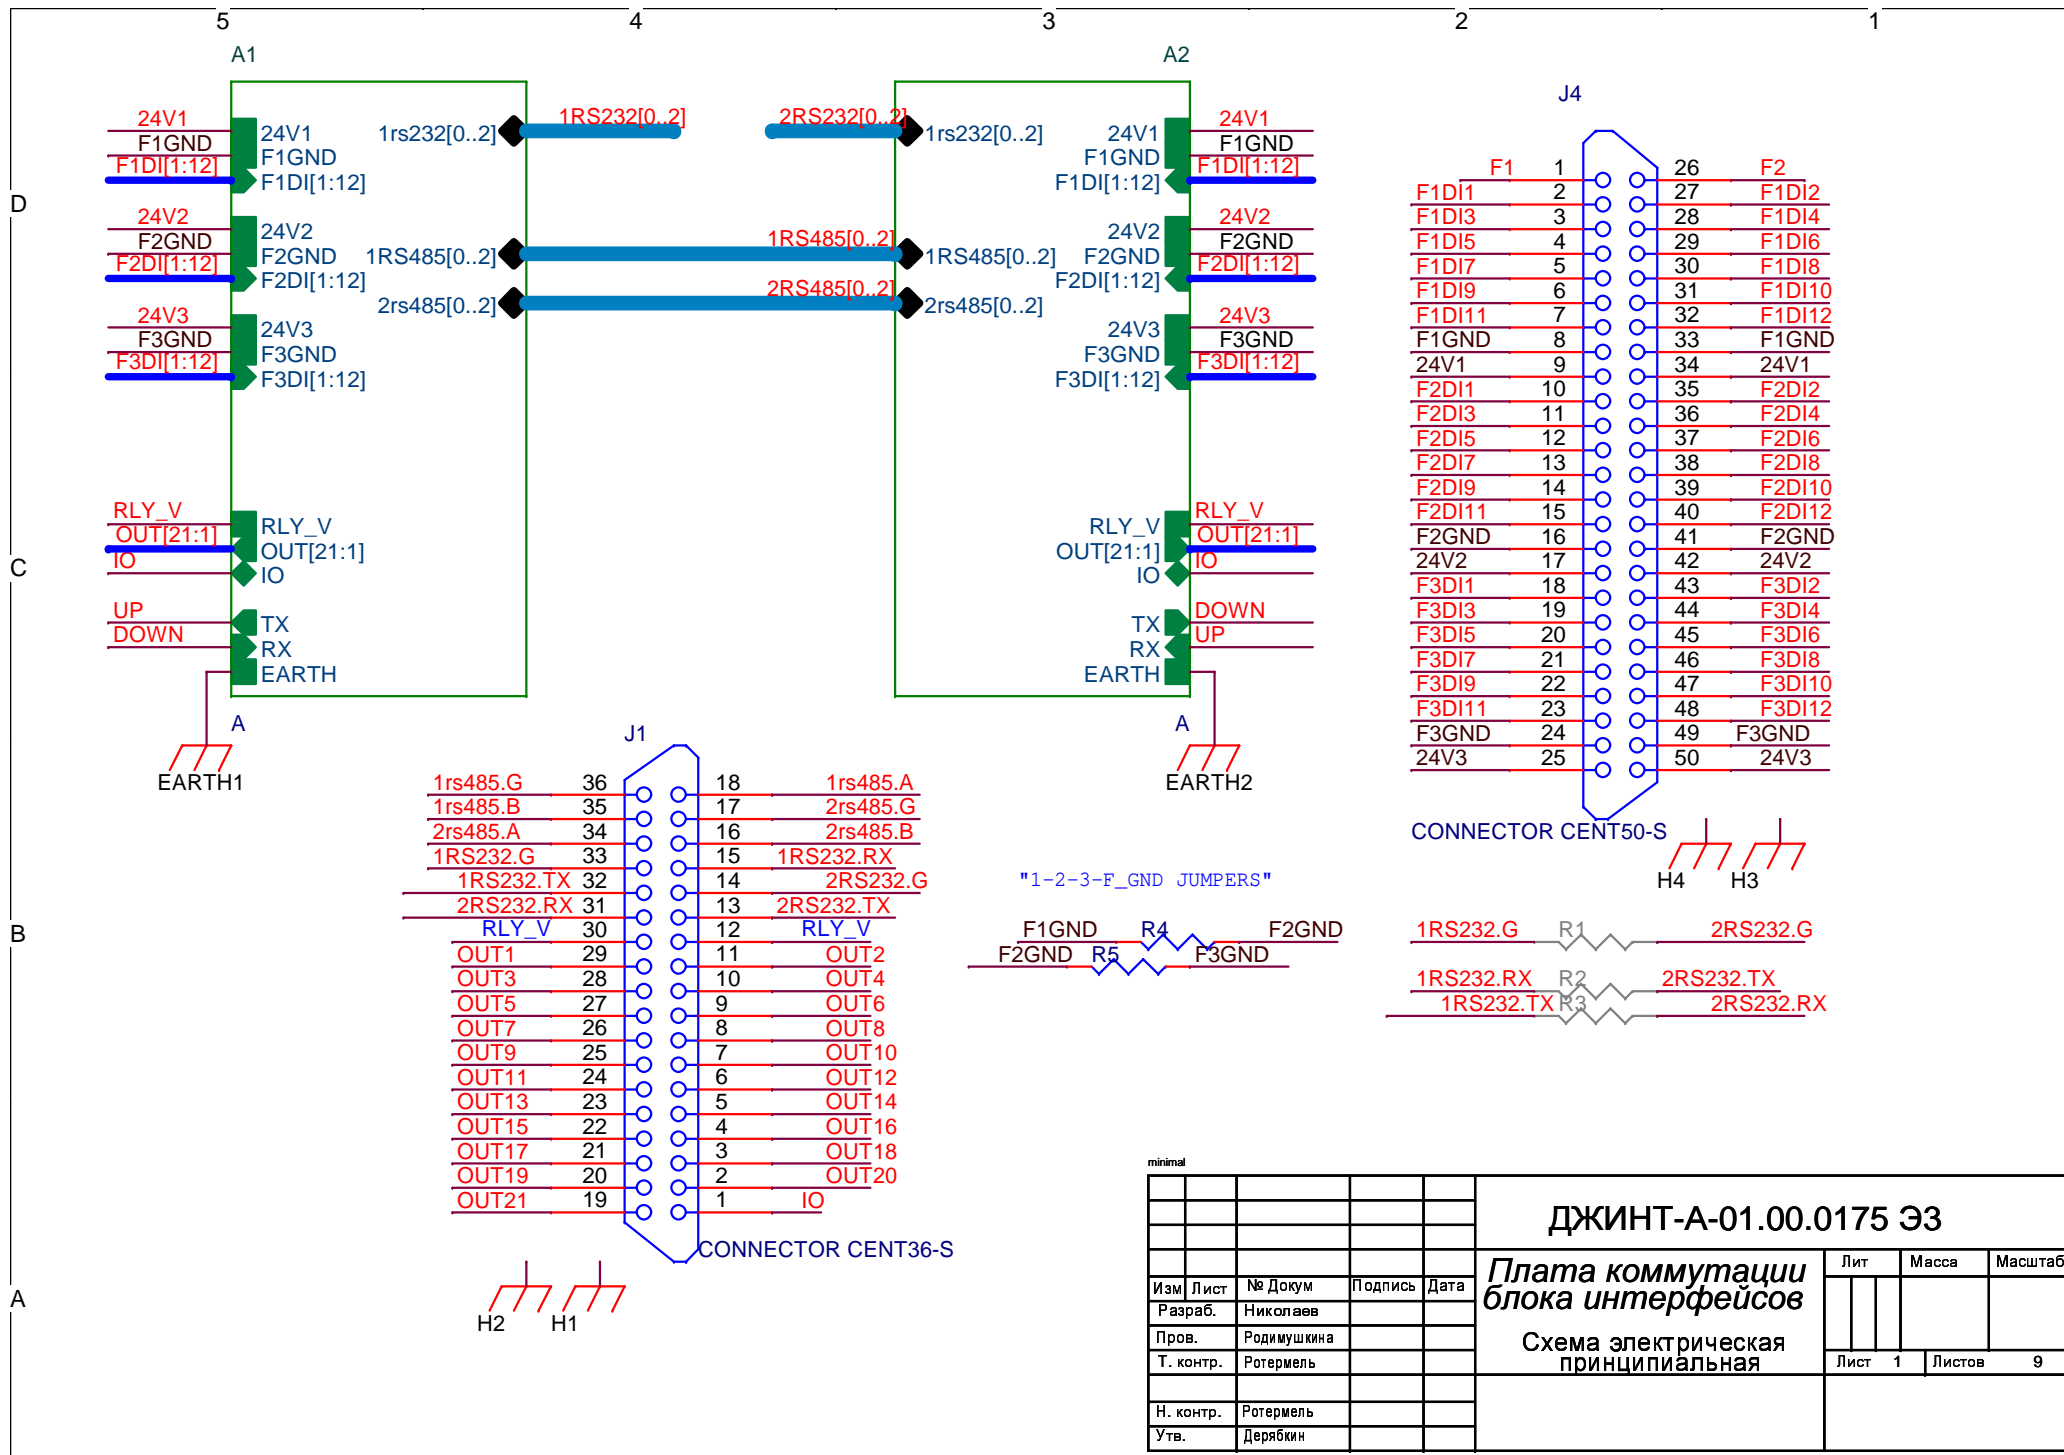 5 4 3 2 1
D
C
B
A
A1
24V1
F1GND
F1DI[1:12]
24V2
F2GND
F2DI[1:12]
24V3
F3GND
F3DI[1:12]
RLY_V
OUT[21:1]
IO
UP
DOWN
24V1
F1GND
F1DI[1:12]
24V2
F2GND
F2DI[1:12]
24V3
F3GND
F3DI[1:12]
RLY_V
OUT[21:1]
IO
TX
RX
EARTH
1rs232[0..2]
1RS485[0..2]
2rs485[0..2]
A
EARTH1
1RS232[0..2]
2RS232[0..2]
1RS485[0..2]
2RS485[0..2]
A2
1rs232[0..2]
1RS485[0..2]
2rs485[0..2]
24V1
F1GND
F1DI[1:12]
24V2
F2GND
F2DI[1:12]
24V3
F3GND
F3DI[1:12]
RLY_V
OUT[21:1]
IO
TX
RX
EARTH
24V1
F1GND
F1DI[1:12]
24V2
F2GND
F2DI[1:12]
24V3
F3GND
F3DI[1:12]
RLY_V
OUT[21:1]
IO
DOWN
UP
A
EARTH2
J4
F1 1 26 F2
F1DI1 2 27 F1DI2
F1DI3 3 28 F1DI4
F1DI5 4 29 F1DI6
F1DI7 5 30 F1DI8
F1DI9 6 31 F1DI10
F1DI11 7 32 F1DI12
F1GND 8 33 F1GND
24V1 9 34 24V1
F2DI1 10 35 F2DI2
F2DI3 11 36 F2DI4
F2DI5 12 37 F2DI6
F2DI7 13 38 F2DI8
F2DI9 14 39 F2DI10
F2DI11 15 40 F2DI12
F2GND 16 41 F2GND
24V2 17 42 24V2
F3DI1 18 43 F3DI2
F3DI3 19 44 F3DI4
F3DI5 20 45 F3DI6
F3DI7 21 46 F3DI8
F3DI9 22 47 F3DI10
F3DI11 23 48 F3DI12
F3GND 24 49 F3GND
24V3 25 50 24V3
CONNECTOR CENT50-S
H4 H3
J1
1rs485.G 36 18 1rs485.A
1rs485.B 35 17 2rs485.G
2rs485.A 34 16 2rs485.B
1RS232.G 33 15 1RS232.RX
1RS232.TX 32 14 2RS232.G
2RS232.RX 31 13 2RS232.TX
RLY_V 30 12 RLY_V
OUT1 29 11 OUT2
OUT3 28 10 OUT4
OUT5 27 9 OUT6
OUT7 26 8 OUT8
OUT9 25 7 OUT10
OUT11 24 6 OUT12
OUT13 23 5 OUT14
OUT15 22 4 OUT16
OUT17 21 3 OUT18
OUT19 20 2 OUT20
OUT21 19 1 IO
CONNECTOR CENT36-S
H2 H1
"1-2-3-F_GND JUMPERS"
F1GND R4 F2GND
F2GND R5 F3GND
1RS232.G R1 2RS232.G
1RS232.RX R2 2RS232.TX
1RS232.TX R3 2RS232.RX
minimal
ДЖИНТ-А-01.00.0175 Э3
Плата коммутации
блока интерфейсов
Схема электрическая
принципиальная
Лит Масса Масштаб
Лист 1 Листов 9
Изм Лист № Докум Подпись Дата
Разраб. Николаев
Пров. Родимушкина
Т. контр. Ротермель
Н. контр. Ротермель
Утв. Дерябкин